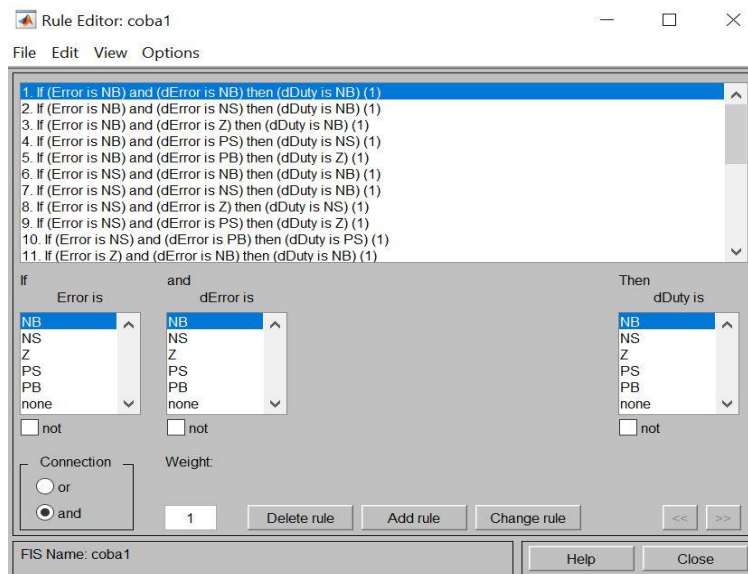 Rule Editor: coba1
File Edit View Options
1. If (Error is NB) and (dError is NB) then (dDuty is NB) (1)
2. If (Error is NB) and (dError is NS) then (dDuty is NB) (1)
3. If (Error is NB) and (dError is Z) then (dDuty is NB) (1)
4. If (Error is NB) and (dError is PS) then (dDuty is NS) (1)
5. If (Error is NB) and (dError is PB) then (dDuty is Z) (1)
6. If (Error is NS) and (dError is NB) then (dDuty is NB) (1)
7. If (Error is NS) and (dError is NS) then (dDuty is NB) (1)
8. If (Error is NS) and (dError is Z) then (dDuty is NS) (1)
9. If (Error is NS) and (dError is PS) then (dDuty is Z) (1)
10. If (Error is NS) and (dError is PB) then (dDuty is PS) (1)
11. If (Error is Z) and (dError is NB) then (dDuty is NB) (1)
If and Then
Error is dError is dDuty is
NB NB NB
NS NS NS
Z Z Z
PS PS PS
PB PB PB
none none none
not not not
Connection Weight:
or
and 1 Delete rule Add rule Change rule << >>
FIS Name: coba1 Help Close